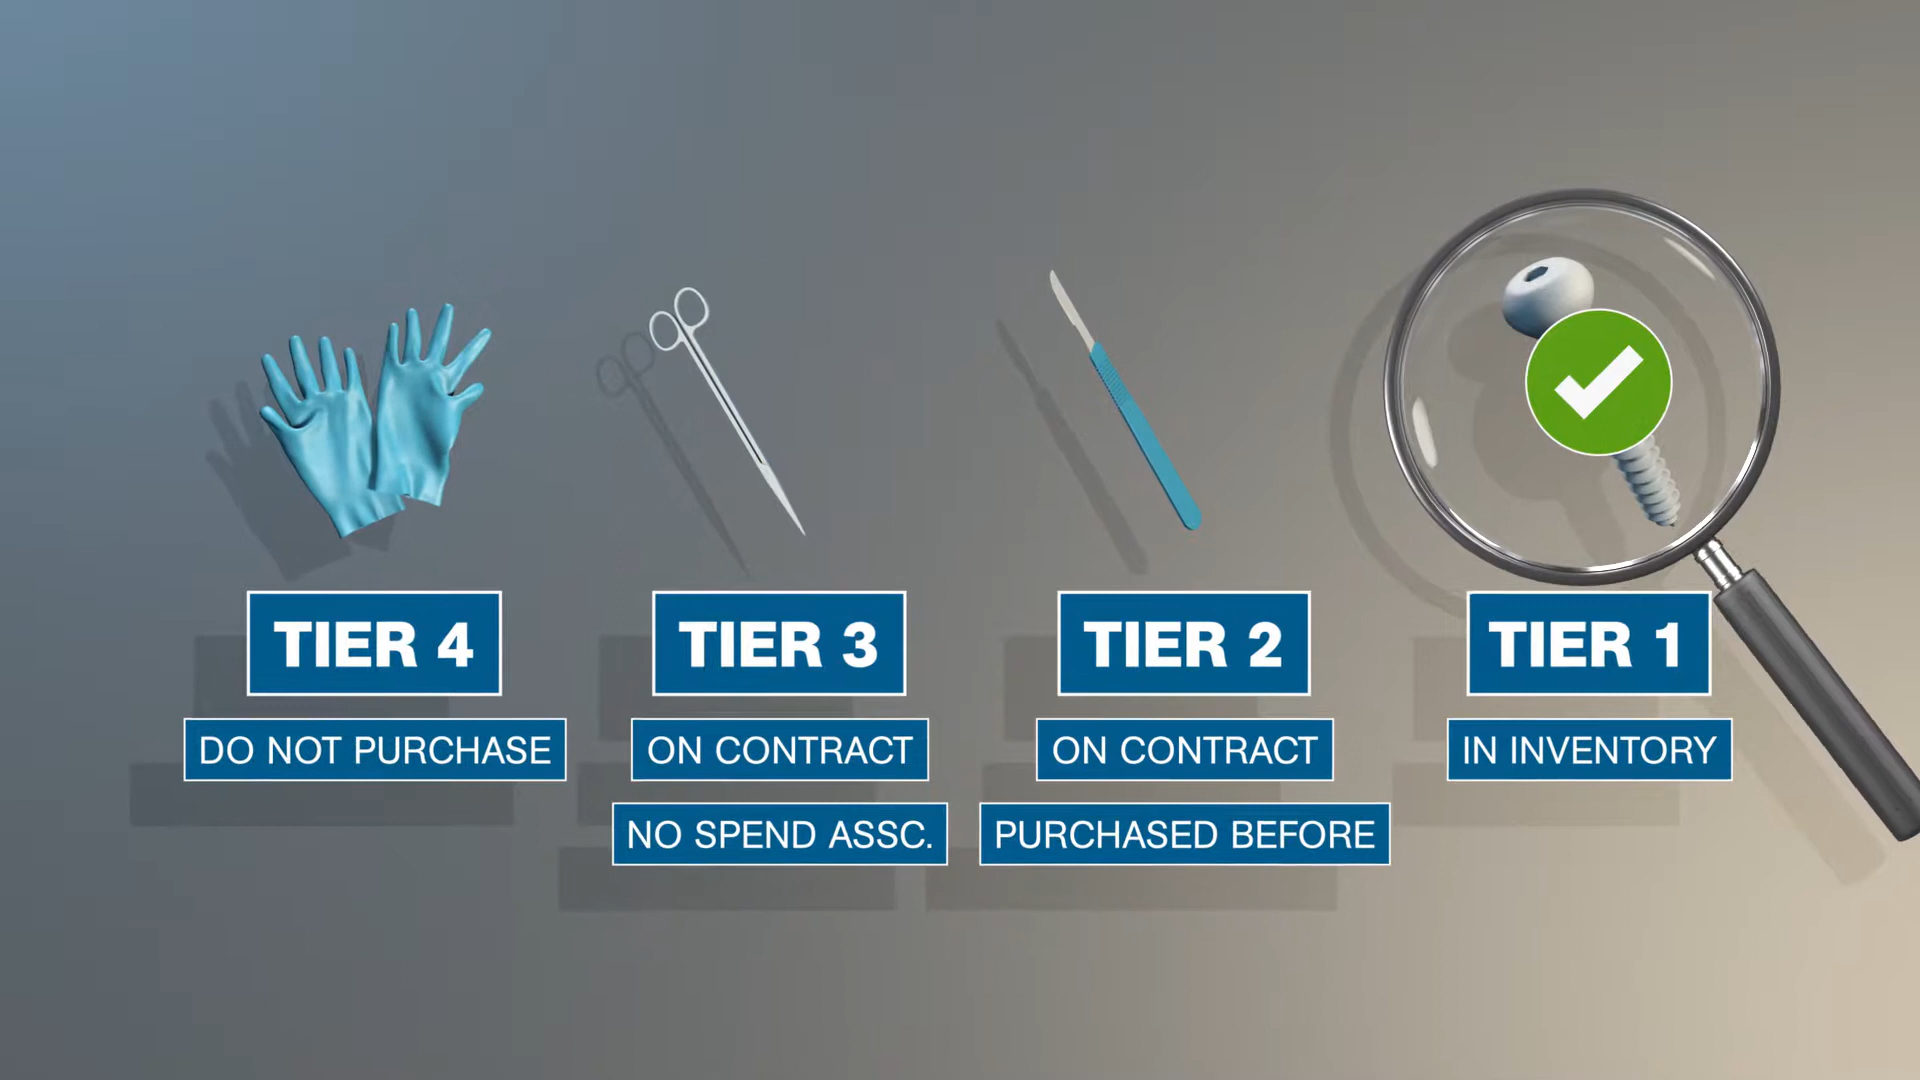 TIER 4
DO NOT PURCHASE
TIER 3
ON CONTRACT
NO SPEND ASSC.
TIER 2
ON CONTRACT
PURCHASED BEFORE
TIER 1
IN INVENTORY